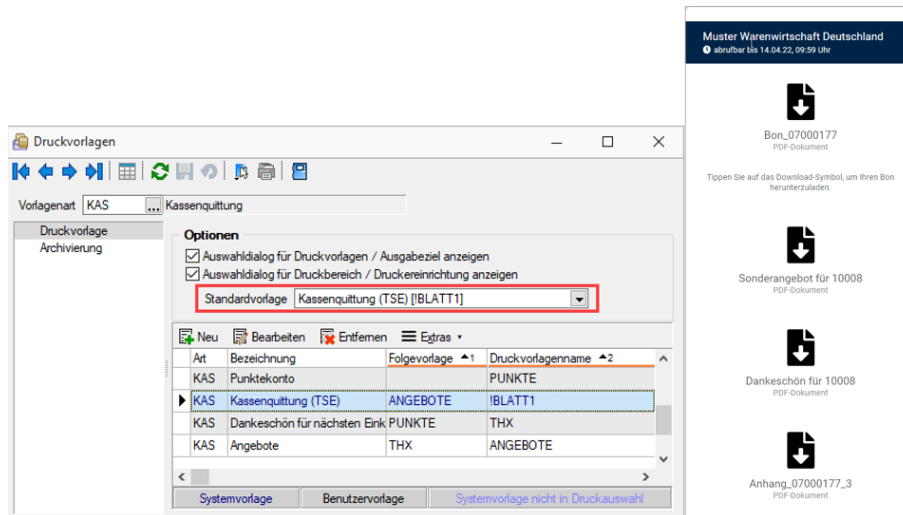 Druckvorlagen
Vorlagenart KAS ... Kassenquittung
Druckvorlage
Archivierung
Optionen
Auswahldialog für Druckvorlagen / Ausgabeziel anzeigen
Auswahldialog für Druckbereich / Druckereinrichtung anzeigen
Standardvorlage Kassenquittung (TSE) [!BLATT1]
Neu Bearbeiten Entfernen Extras
Art Bezeichnung Folgevorlage 1 Druckvorlagenname 2
KAS Punktekonto PUNKTE
KAS Kassenquittung (TSE) ANGEBOTE !BLATT1
KAS Dankeschön für nächsten Eink PUNKTE THX
KAS Angebote THX ANGEBOTE
Systemvorlage Benutzervorlage Systemvorlage nicht in Druckauswahl
Muster Warenwirtschaft Deutschland
abrufbar bis 14.04.22, 09:59 Uhr
Bon_07000177
PDF-Dokument
Tippen Sie auf das Download-Symbol, um Ihren Bon
herunterzuladen.
Sonderangebot für 10008
PDF-Dokument
Dankeschön für 10008
PDF-Dokument
Anhang_07000177_3
PDF-Dokument